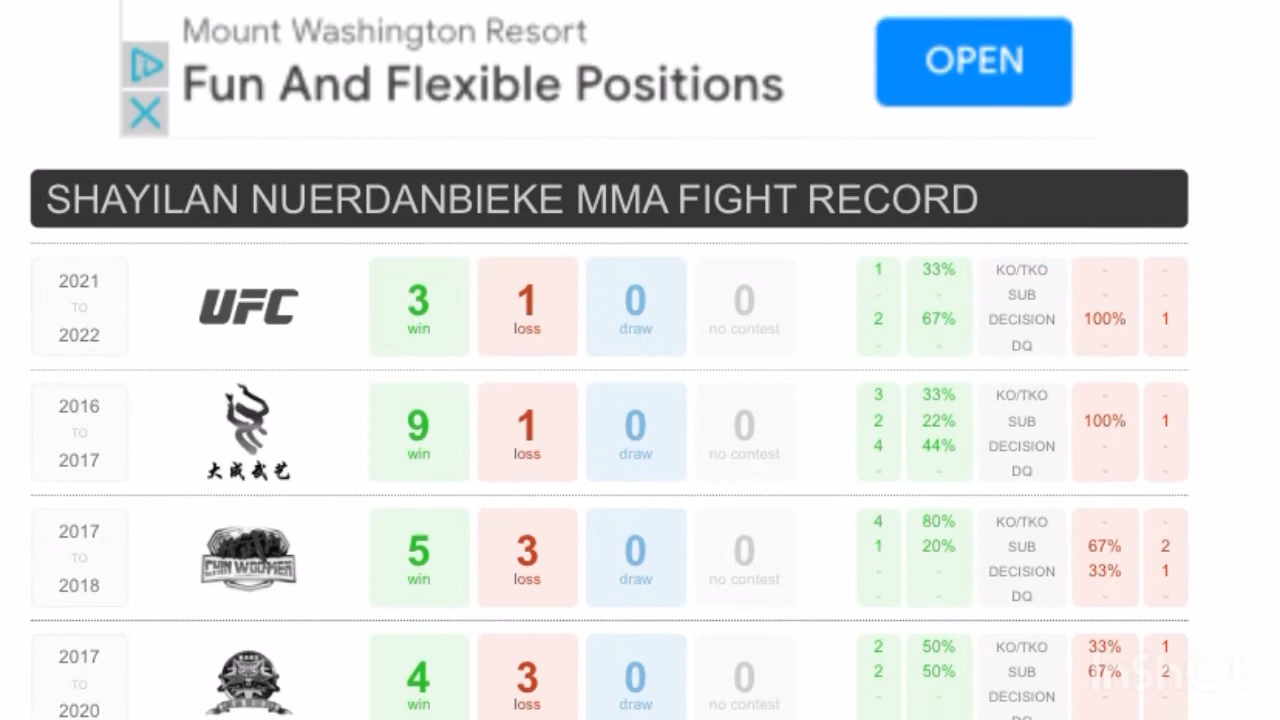 Mount Washington Resort
Fun And Flexible Positions
OPEN
SHAYILAN NUERDANBIEKE MMA FIGHT RECORD
2021 TO 2022
UFC
3 win
1 loss
0 draw
0 no contest
1 33% KO/TKO - -
- - SUB - -
2 67% DECISION 100% 1
- - DQ - -
2016 TO 2017
大成武艺
9 win
1 loss
0 draw
0 no contest
3 33% KO/TKO - -
2 22% SUB 100% 1
4 44% DECISION - -
- - DQ - -
2017 TO 2018
CHIN WOO MEN
5 win
3 loss
0 draw
0 no contest
4 80% KO/TKO - -
1 20% SUB 67% 2
- - DECISION 33% 1
- - DQ - -
2017 TO 2020
4 win
3 loss
0 draw
0 no contest
2 50% KO/TKO 33% 1
2 50% SUB 67% 2
- - DECISION - -
DQ
InShOt